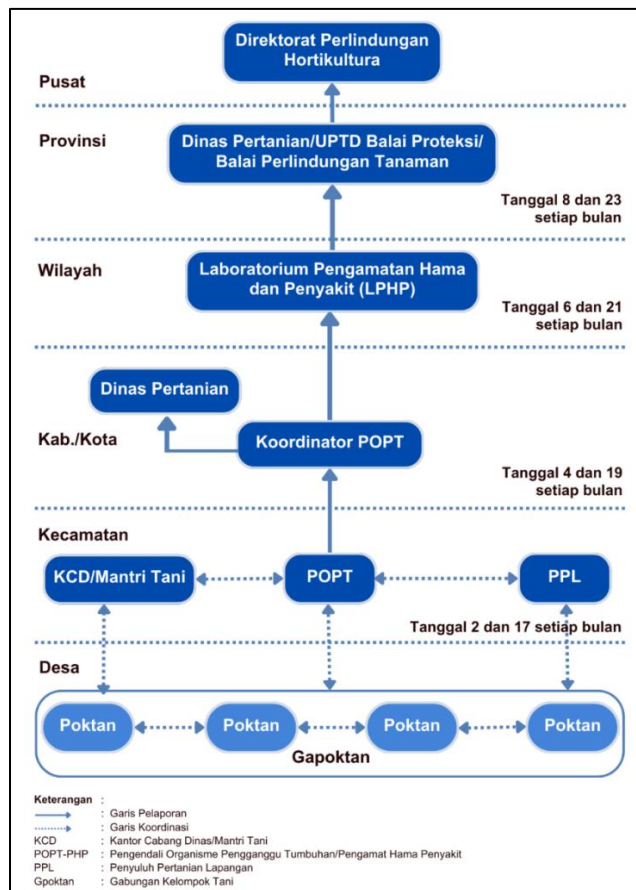 Direktorat Perlindungan
Hortikultura
Pusat
Provinsi
Dinas Pertanian/UPTD Balai Proteksi/
Balai Perlindungan Tanaman
Tanggal 8 dan 23
setiap bulan
Wilayah
Laboratorium Pengamatan Hama
dan Penyakit (LPHP)
Tanggal 6 dan 21
setiap bulan
Dinas Pertanian
Kab./Kota
Koordinator POPT
Tanggal 4 dan 19
setiap bulan
Kecamatan
KCD/Mantri Tani
POPT
PPL
Tanggal 2 dan 17 setiap bulan
Desa
Poktan
Poktan
Poktan
Poktan
Gapoktan
Keterangan :
: Garis Pelaporan
: Garis Koordinasi
KCD : Kantor Cabang Dinas/Mantri Tani
POPT-PHP : Pengendali Organisme Pengganggu Tumbuhan/Pengamat Hama Penyakit
PPL : Penyuluh Pertanian Lapangan
Gpoktan : Gabungan Kelompok Tani